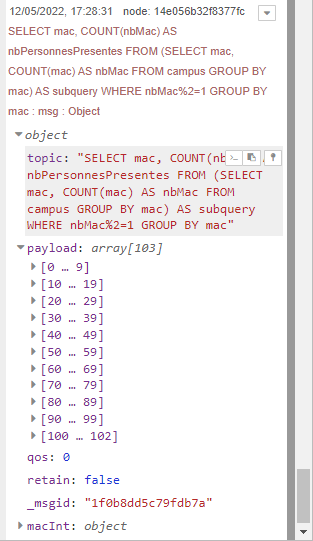 12/05/2022, 17:28:31 node: 14e056b32f8377fc
SELECT mac, COUNT(nbMac) AS
nbPersonnesPresentes FROM (SELECT mac,
COUNT(mac) AS nbMac FROM campus GROUP BY
mac) AS subquery WHERE nbMac%2=1 GROUP BY
mac : msg : Object
object
topic: "SELECT mac, COUNT(nb
nbPersonnesPresentes FROM (SELECT
mac, COUNT(mac) AS nbMac FROM
campus GROUP BY mac) AS subquery
WHERE nbMac%2=1 GROUP BY mac"
payload: array[103]
[0 … 9]
[10 … 19]
[20 … 29]
[30 … 39]
[40 … 49]
[50 … 59]
[60 … 69]
[70 … 79]
[80 … 89]
[90 … 99]
[100 … 102]
qos: 0
retain: false
_msgid: "1f0b8dd5c79fdb7a"
macInt: object